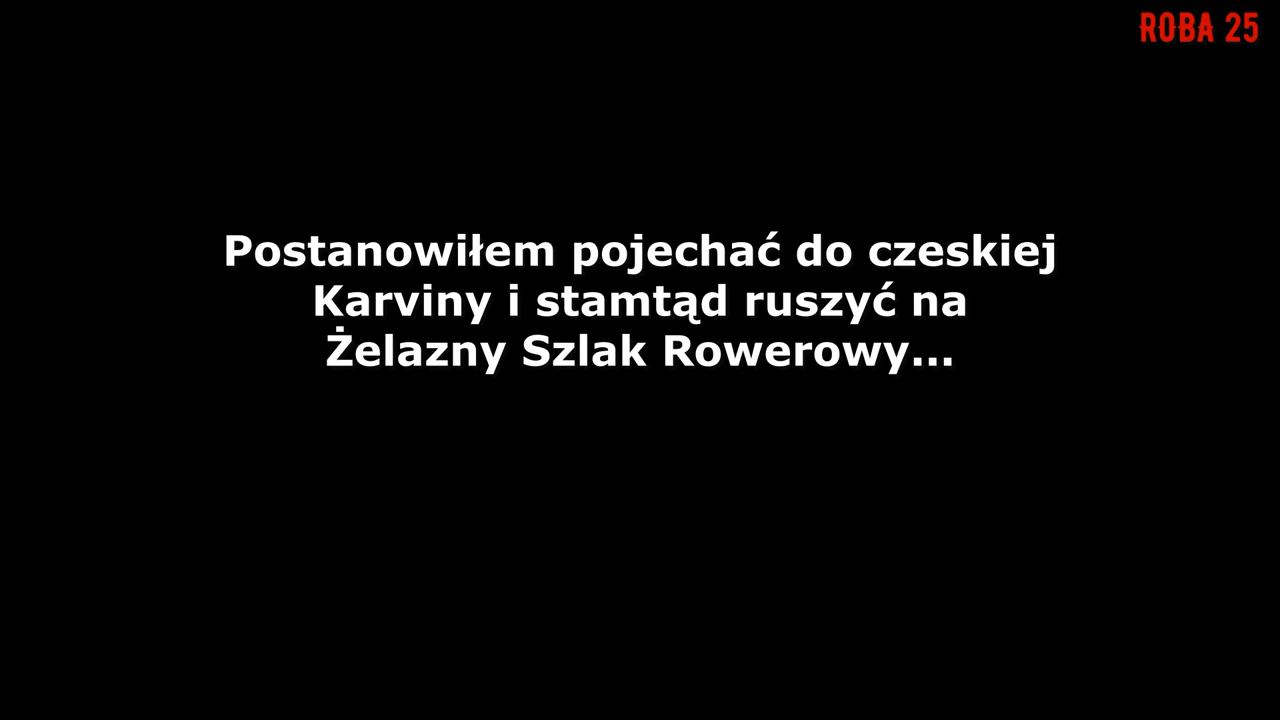 ROBA 25
Postanowiłem pojechać do czeskiej
Karviny i stamtąd ruszyć na
Żelazny Szlak Rowerowy...